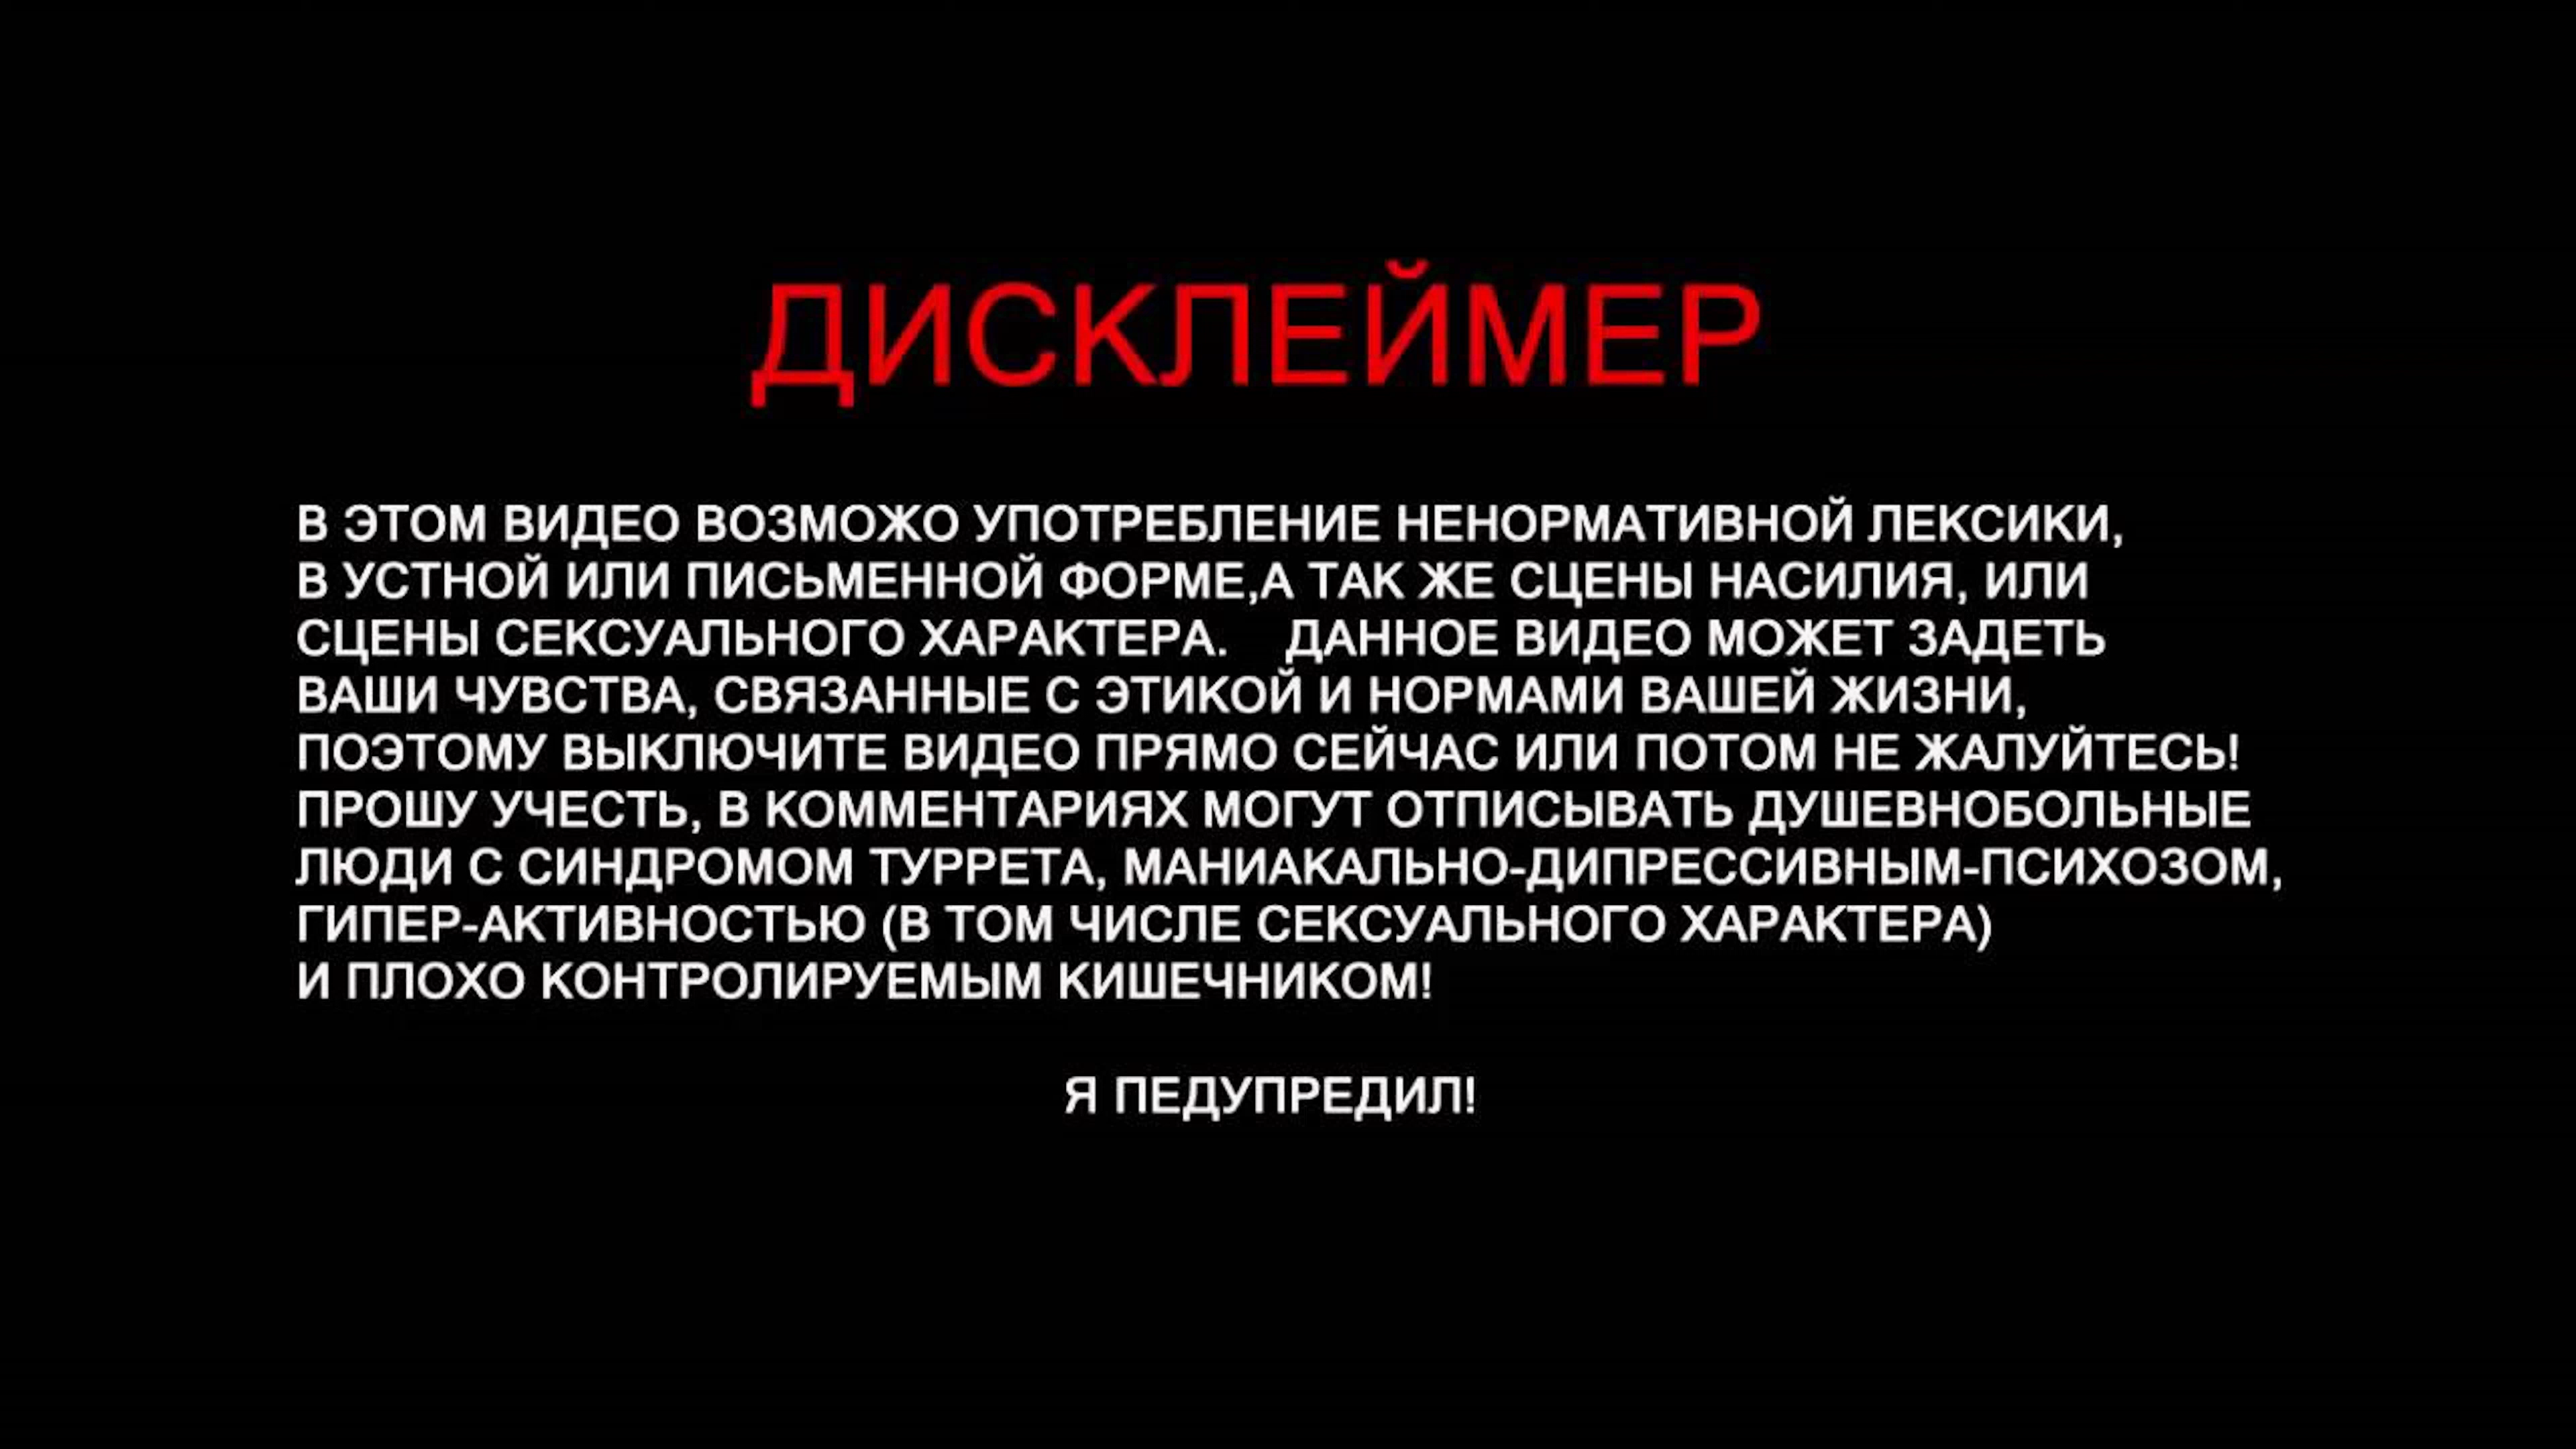 ДИСКЛЕЙМЕР
В ЭТОМ ВИДЕО ВОЗМОЖО УПОТРЕБЛЕНИЕ НЕНОРМАТИВНОЙ ЛЕКСИКИ,
В УСТНОЙ ИЛИ ПИСЬМЕННОЙ ФОРМЕ,А ТАК ЖЕ СЦЕНЫ НАСИЛИЯ, ИЛИ
СЦЕНЫ СЕКСУАЛЬНОГО ХАРАКТЕРА. ДАННОЕ ВИДЕО МОЖЕТ ЗАДЕТЬ
ВАШИ ЧУВСТВА, СВЯЗАННЫЕ С ЭТИКОЙ И НОРМАМИ ВАШЕЙ ЖИЗНИ,
ПОЭТОМУ ВЫКЛЮЧИТЕ ВИДЕО ПРЯМО СЕЙЧАС ИЛИ ПОТОМ НЕ ЖАЛУЙТЕСЬ!
ПРОШУ УЧЕСТЬ, В КОММЕНТАРИЯХ МОГУТ ОТПИСЫВАТЬ ДУШЕВНОБОЛЬНЫЕ
ЛЮДИ С СИНДРОМОМ ТУРРЕТА, МАНИАКАЛЬНО-ДИПРЕССИВНЫМ-ПСИХОЗОМ,
ГИПЕР-АКТИВНОСТЬЮ (В ТОМ ЧИСЛЕ СЕКСУАЛЬНОГО ХАРАКТЕРА)
И ПЛОХО КОНТРОЛИРУЕМЫМ КИШЕЧНИКОМ!
Я ПЕДУПРЕДИЛ!